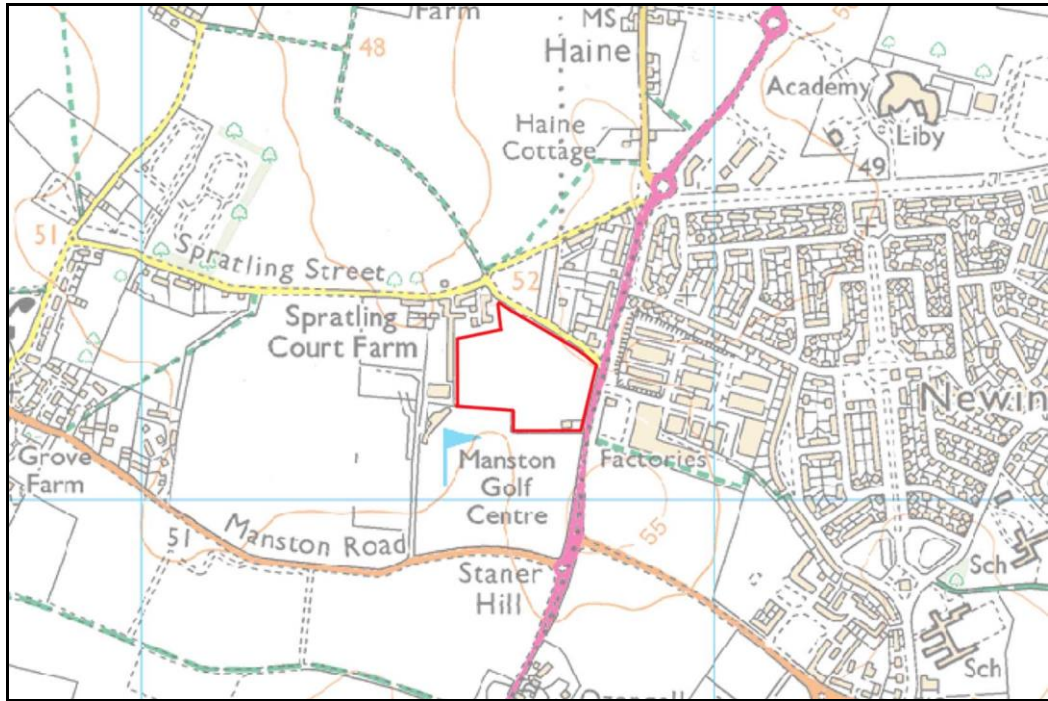 Farm
MS
48
Haine
Academy
Haine
Cottage
Liby
49
51
Spratling Street
52
Spratling
Court Farm
Newin
Grove
Farm
Manston
Golf
Centre
Factories
51
Manston Road
55
Staner
Hill
Sch
Sch